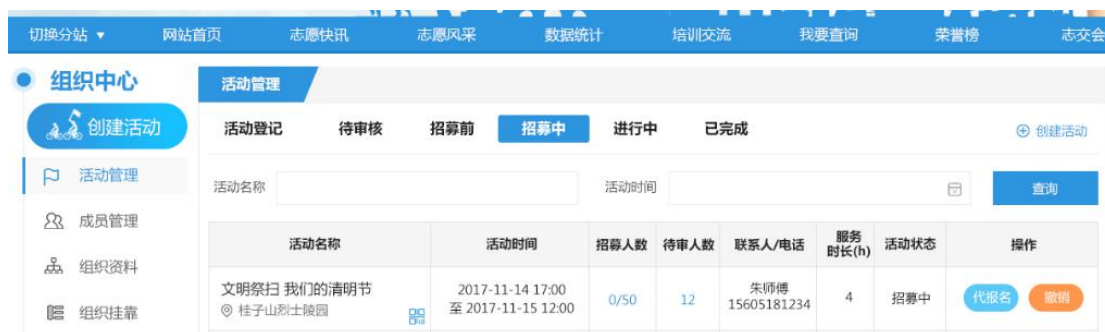 切换分站 ▼ 网站首页 志愿快讯 志愿风采 数据统计 培训交流 我要查询 荣誉榜 志交会
组织中心
创建活动
活动管理
成员管理
组织资料
组织挂靠
活动管理
活动登记 待审核 招募前 招募中 进行中 已完成 创建活动
活动名称 活动时间 查询
活动名称 活动时间 招募人数 待审人数 联系人/电话 服务时长(h) 活动状态 操作
文明祭扫 我们的清明节 2017-11-14 17:00 0/50 12 朱师傅 4 招募中 代报名 撤销
桂子山烈士陵园 至 2017-11-15 12:00 15605181234